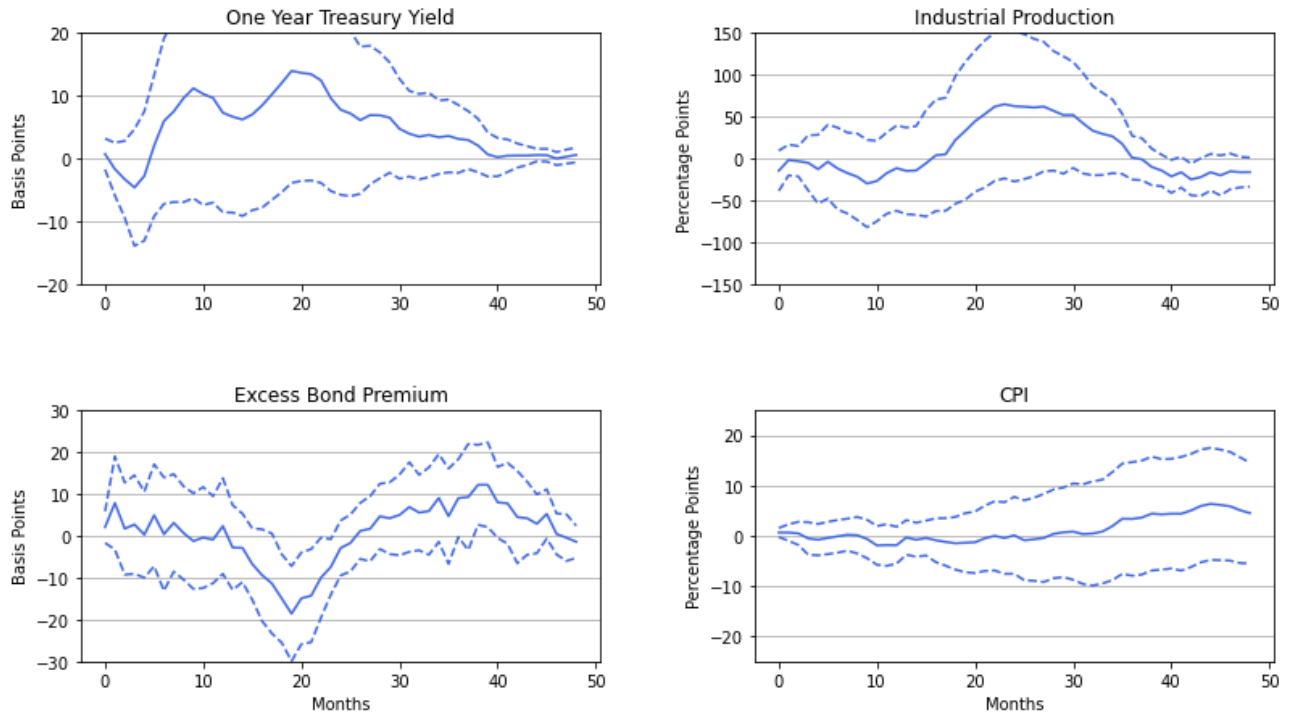 One Year Treasury Yield
Basis Points
20
10
0
−10
−20
0 10 20 30 40 50
Industrial Production
Percentage Points
150
100
50
0
−50
−100
−150
0 10 20 30 40 50
Excess Bond Premium
Basis Points
30
20
10
0
−10
−20
−30
0 10 20 30 40 50
Months
CPI
Percentage Points
20
10
0
−10
−20
0 10 20 30 40 50
Months